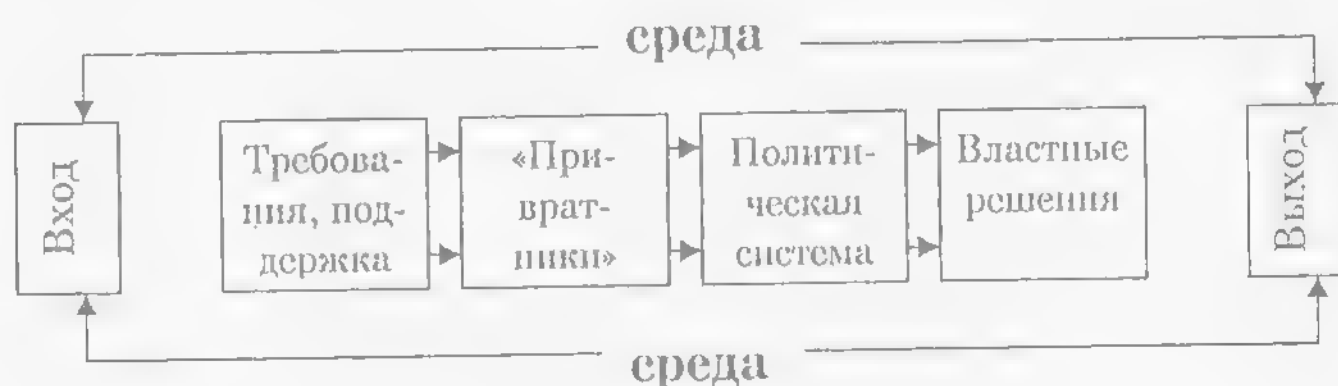 среда
Вход
Требова-
ния, под-
держка
«При-
врат-
ники»
Полити-
ческая
система
Властные
решения
Выход
среда